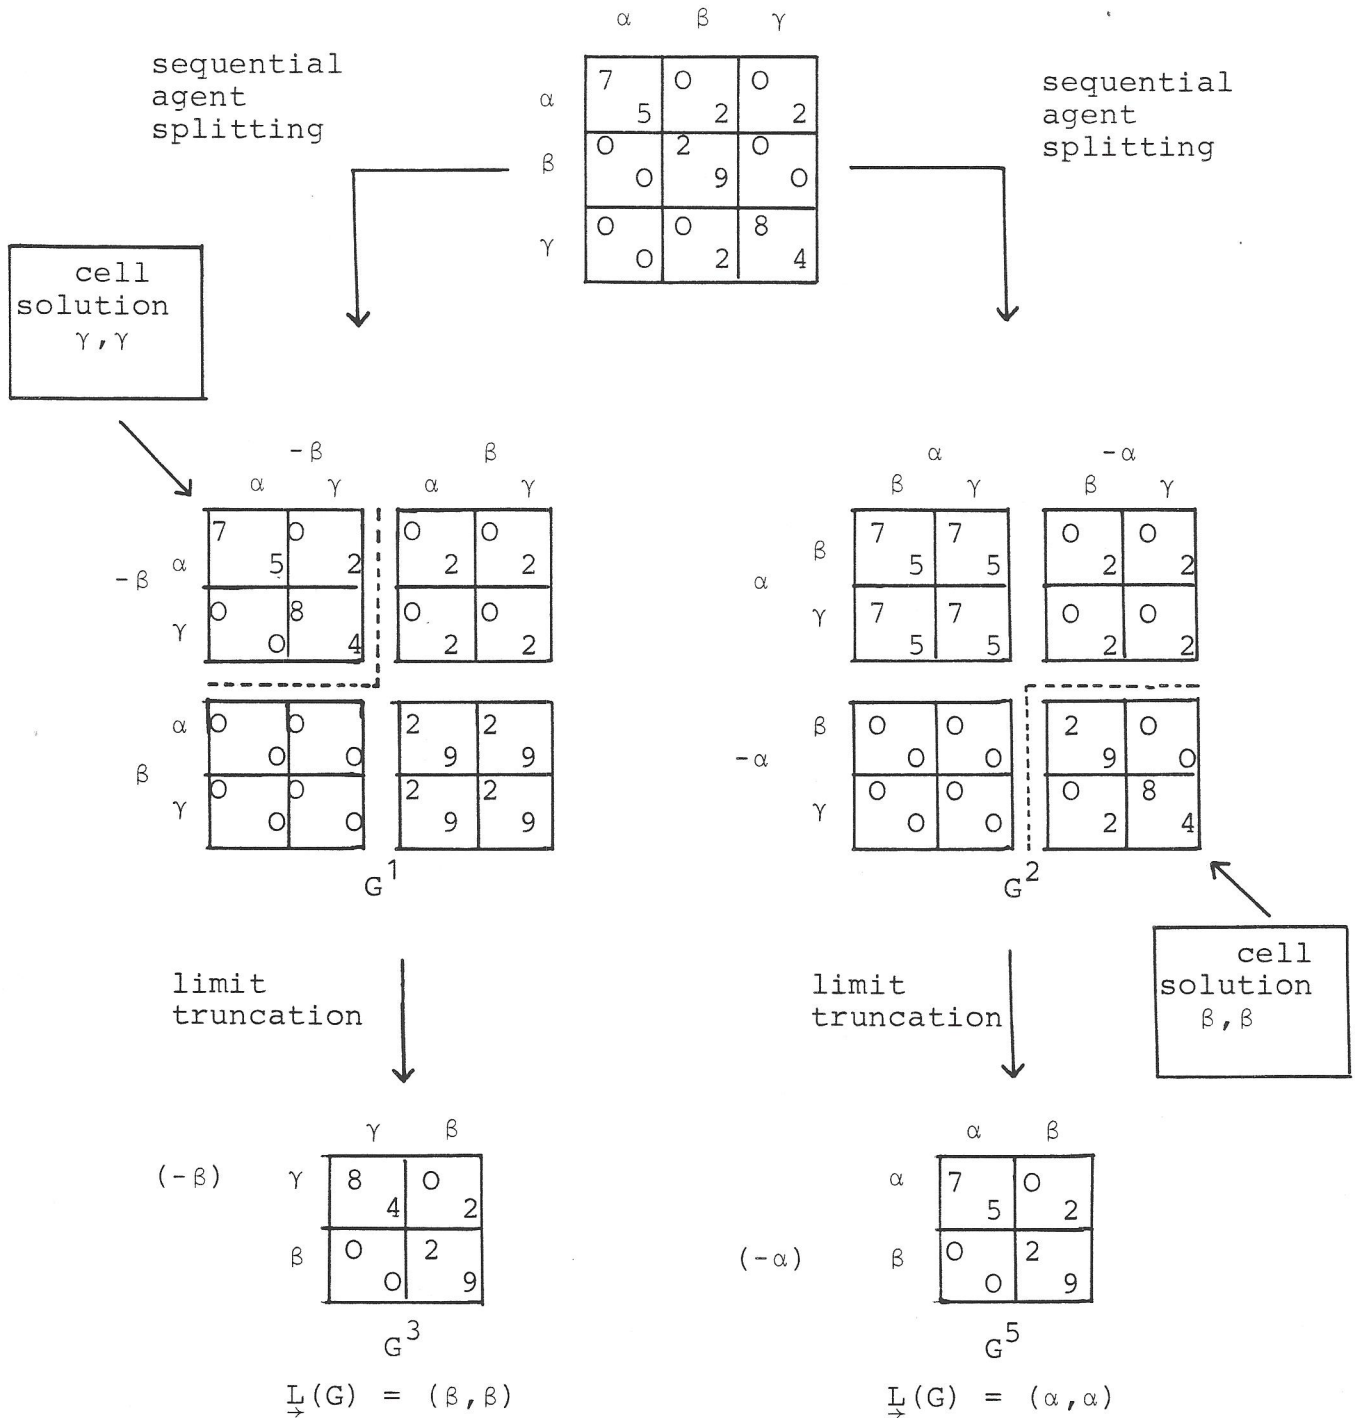 α β γ
sequential
agent
splitting
sequential
agent
splitting
α 7 5 0 2 0 2
β 0 0 2 9 0 0
γ 0 0 0 2 8 4
cell
solution
γ,γ
-β β
α γ α γ
-β
α 7 5 0 2 0 2 0 2
γ 0 0 8 4 0 2 0 2
β
α 0 0 0 0 2 9 2 9
γ 0 0 0 0 2 9 2 9
G¹
α -α
β γ β γ
α
β 7 5 7 5 0 2 0 2
γ 7 5 7 5 0 2 0 2
-α
β 0 0 0 0 2 9 0 0
γ 0 0 0 0 0 2 8 4
G²
cell
solution
β,β
limit
truncation
limit
truncation
γ β
(-β) γ 8 4 0 2
β 0 0 2 9
G³
L(G) = (β,β)
α β
α 7 5 0 2
(-α) β 0 0 2 9
G⁵
L(G) = (α,α)